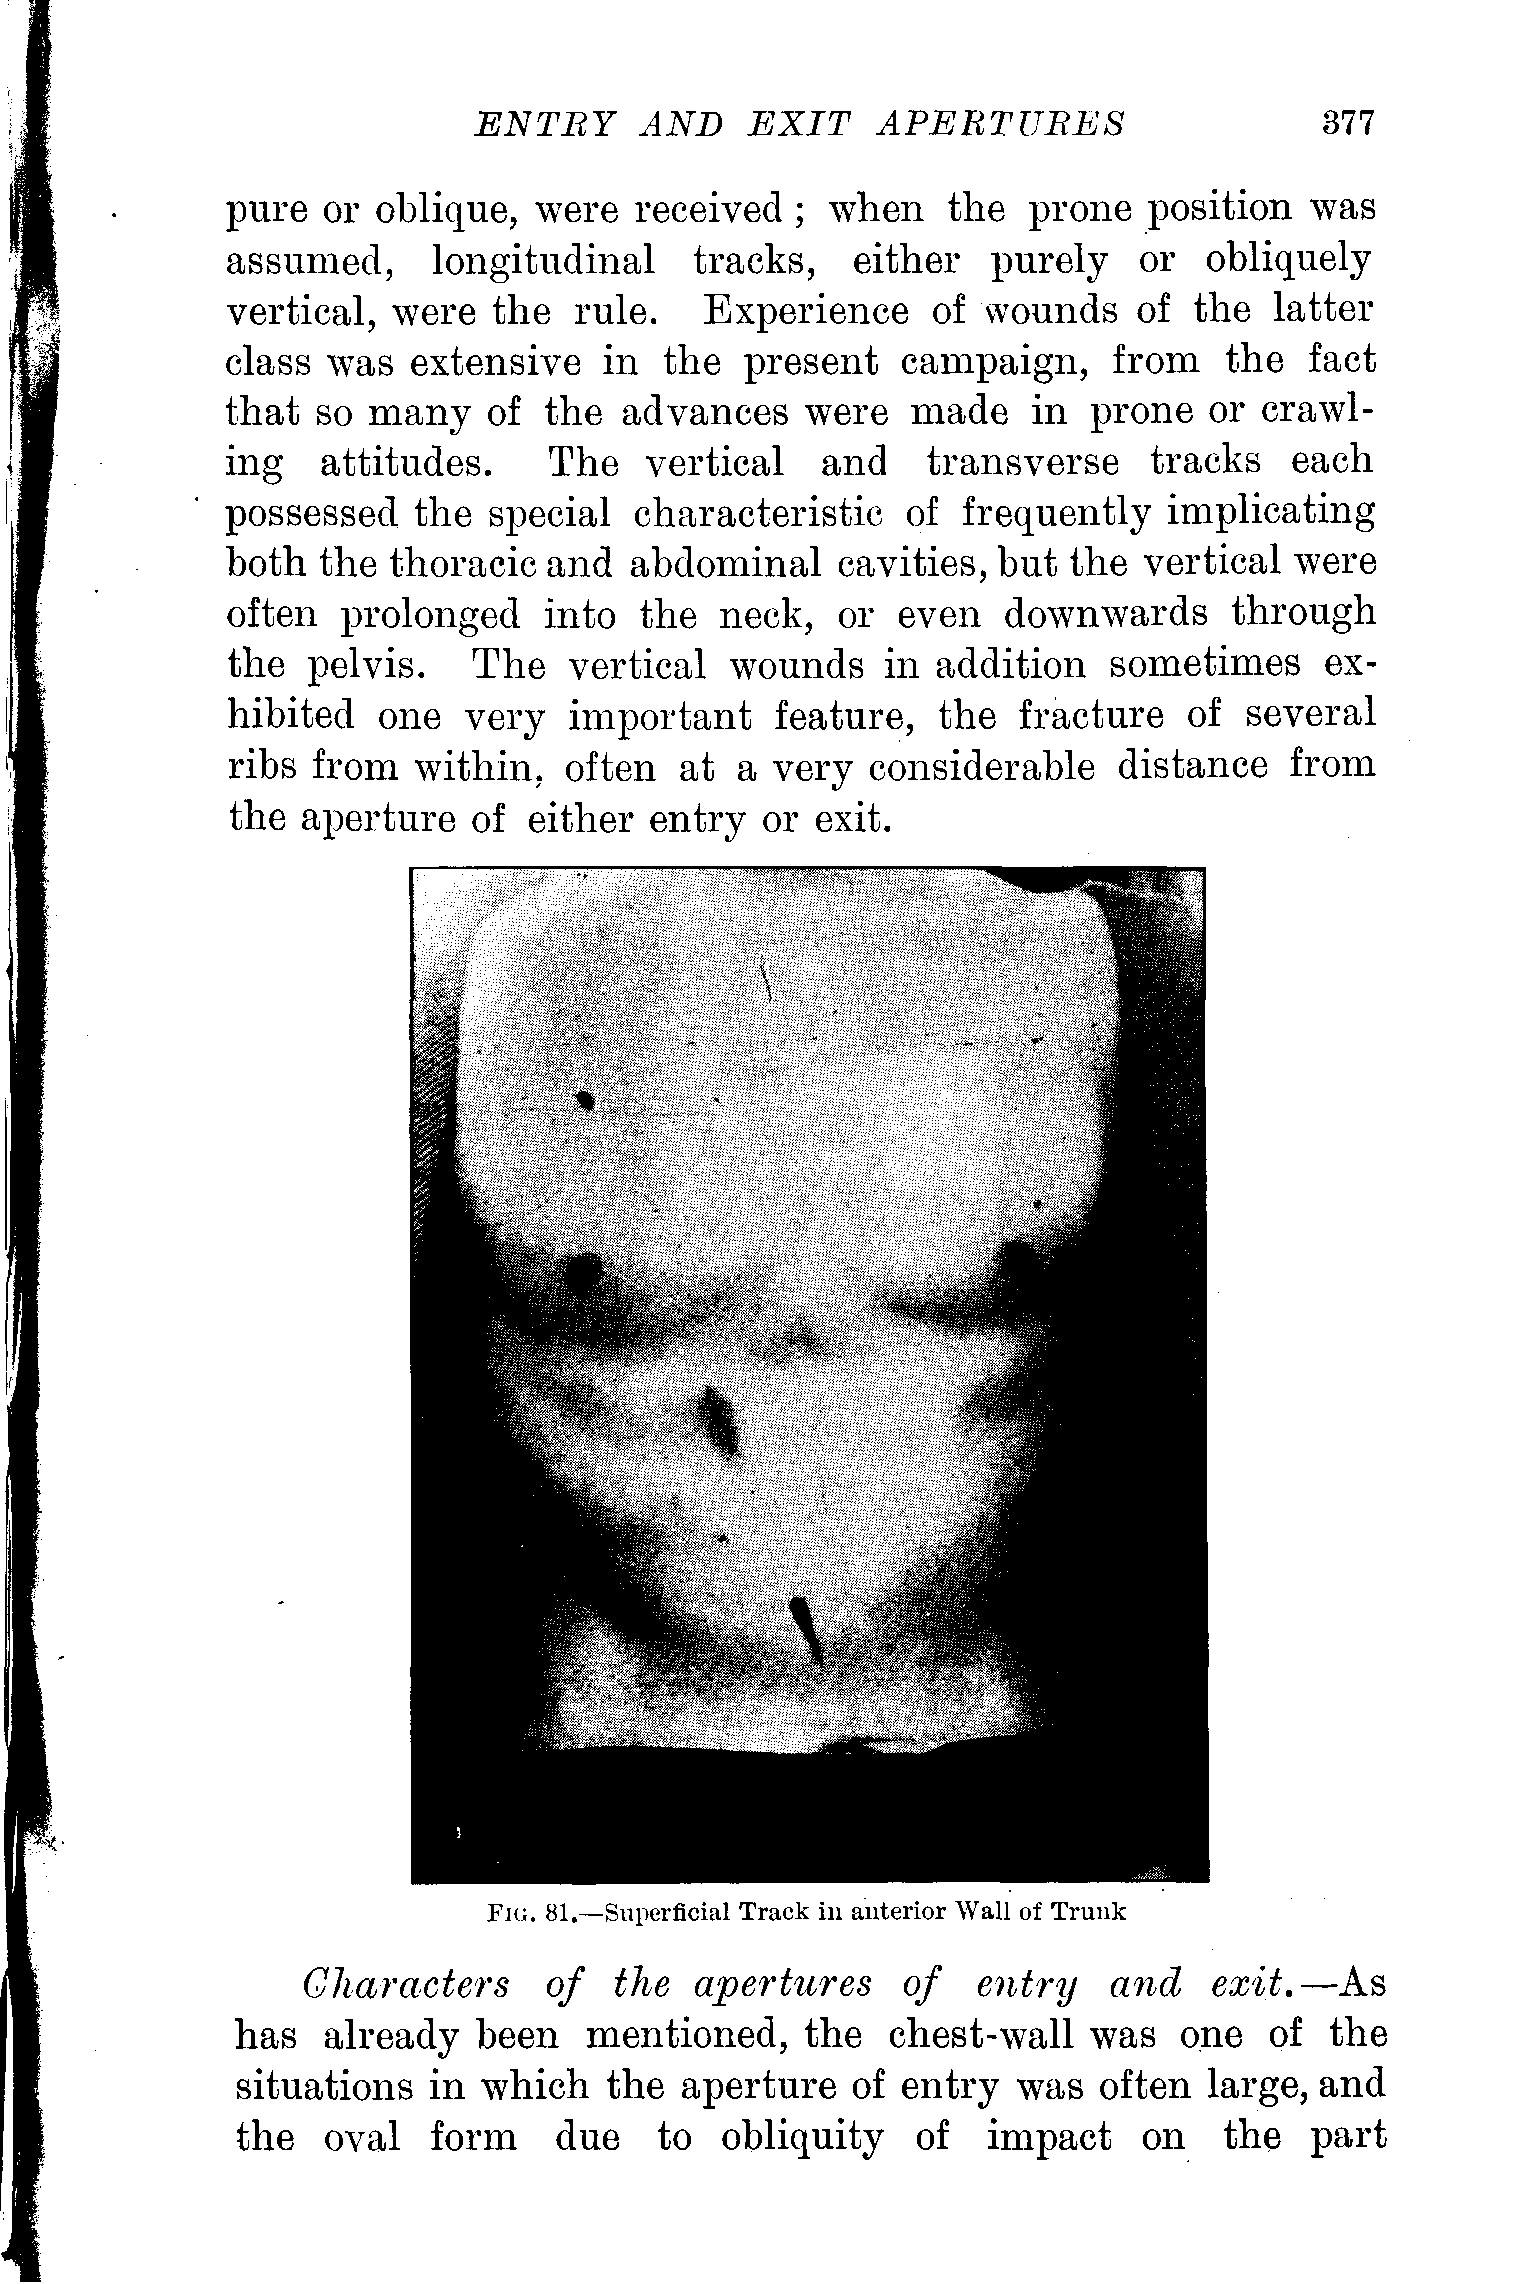 ENTRY AND EXIT APERTURES 377
pure or oblique, were received ; when the prone position was
assumed, longitudinal tracks, either purely or obliquely
vertical, were the rule. Experience of wounds of the latter
class was extensive in the present campaign, from the fact
that so many of the advances were made in prone or crawl-
ing attitudes. The vertical and transverse tracks each
possessed the special characteristic of frequently implicating
both the thoracic and abdominal cavities, but the vertical were
often prolonged into the neck, or even downwards through
the pelvis. The vertical wounds in addition sometimes ex-
hibited one very important feature, the fracture of several
ribs from within, often at a very considerable distance from
the aperture of either entry or exit.
FIG. 81.—Superficial Track in anterior Wall of Trunk
Characters of the apertures of entry and exit.—As
has already been mentioned, the chest-wall was one of the
situations in which the aperture of entry was often large, and
the oval form due to obliquity of impact on the part